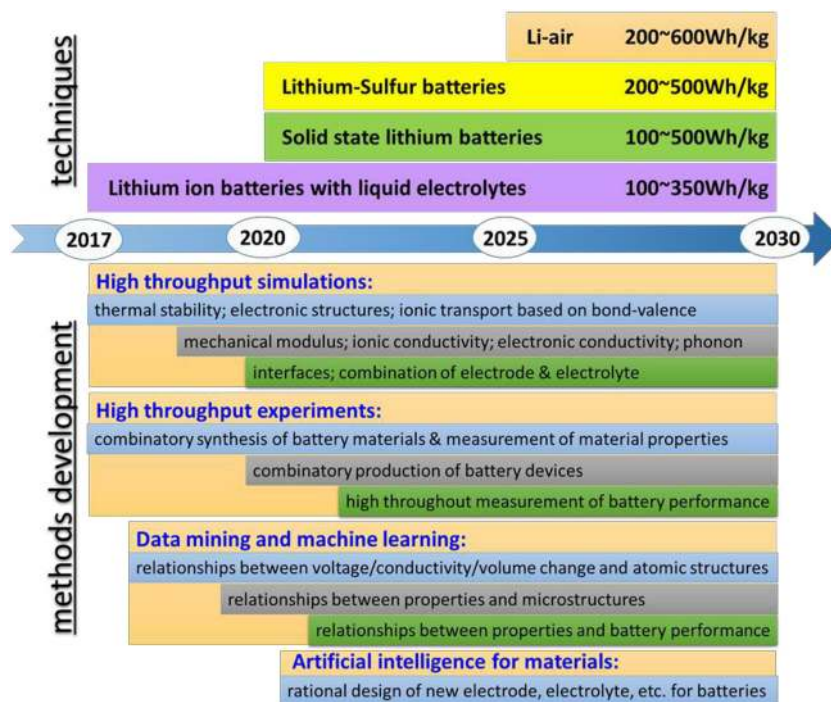 techniques
Li-air 200~600Wh/kg
Lithium-Sulfur batteries 200~500Wh/kg
Solid state lithium batteries 100~500Wh/kg
Lithium ion batteries with liquid electrolytes 100~350Wh/kg
2017 2020 2025 2030
methods development
High throughput simulations:
thermal stability; electronic structures; ionic transport based on bond-valence
mechanical modulus; ionic conductivity; electronic conductivity; phonon
interfaces; combination of electrode & electrolyte
High throughput experiments:
combinatory synthesis of battery materials & measurement of material properties
combinatory production of battery devices
high throughout measurement of battery performance
Data mining and machine learning:
relationships between voltage/conductivity/volume change and atomic structures
relationships between properties and microstructures
relationships between properties and battery performance
Artificial intelligence for materials:
rational design of new electrode, electrolyte, etc. for batteries